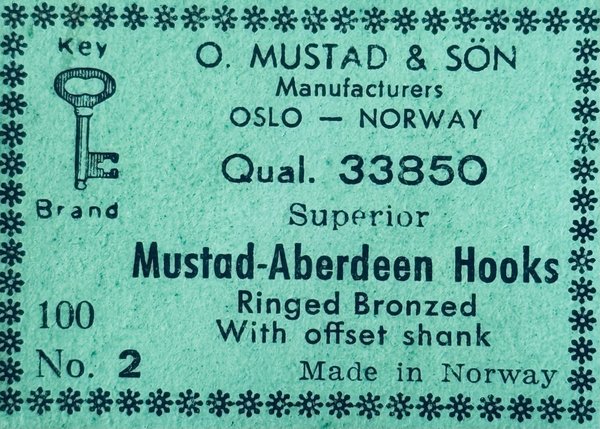 Key
Brand
O. MUSTAD & SÖN
Manufacturers
OSLO — NORWAY
Qual. 33850
Superior
Mustad-Aberdeen Hooks
Ringed Bronzed
With offset shank
100
No. 2
Made in Norway